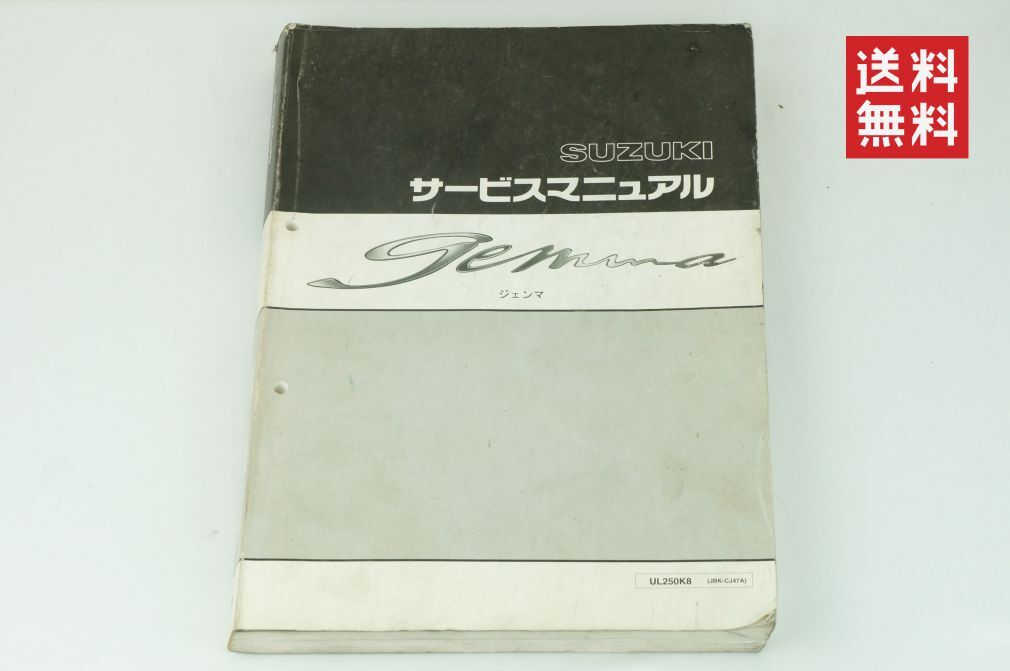 送料
無料
SUZUKI
サービスマニュアル
gemma
ジェンマ
UL250K8 (JBK-CJ47A)